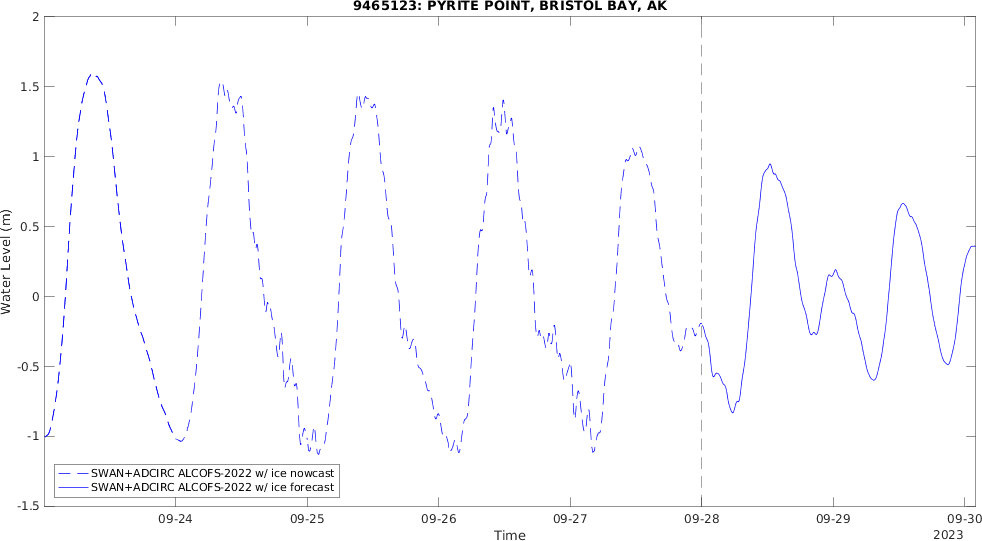 9465123: PYRITE POINT, BRISTOL BAY, AK
2
1.5
1
0.5
0
-0.5
-1
-1.5
Water Level (m)
SWAN+ADCIRC ALCOFS-2022 w/ ice nowcast
SWAN+ADCIRC ALCOFS-2022 w/ ice forecast
09-24 09-25 09-26 09-27 09-28 09-29 09-30
Time
2023